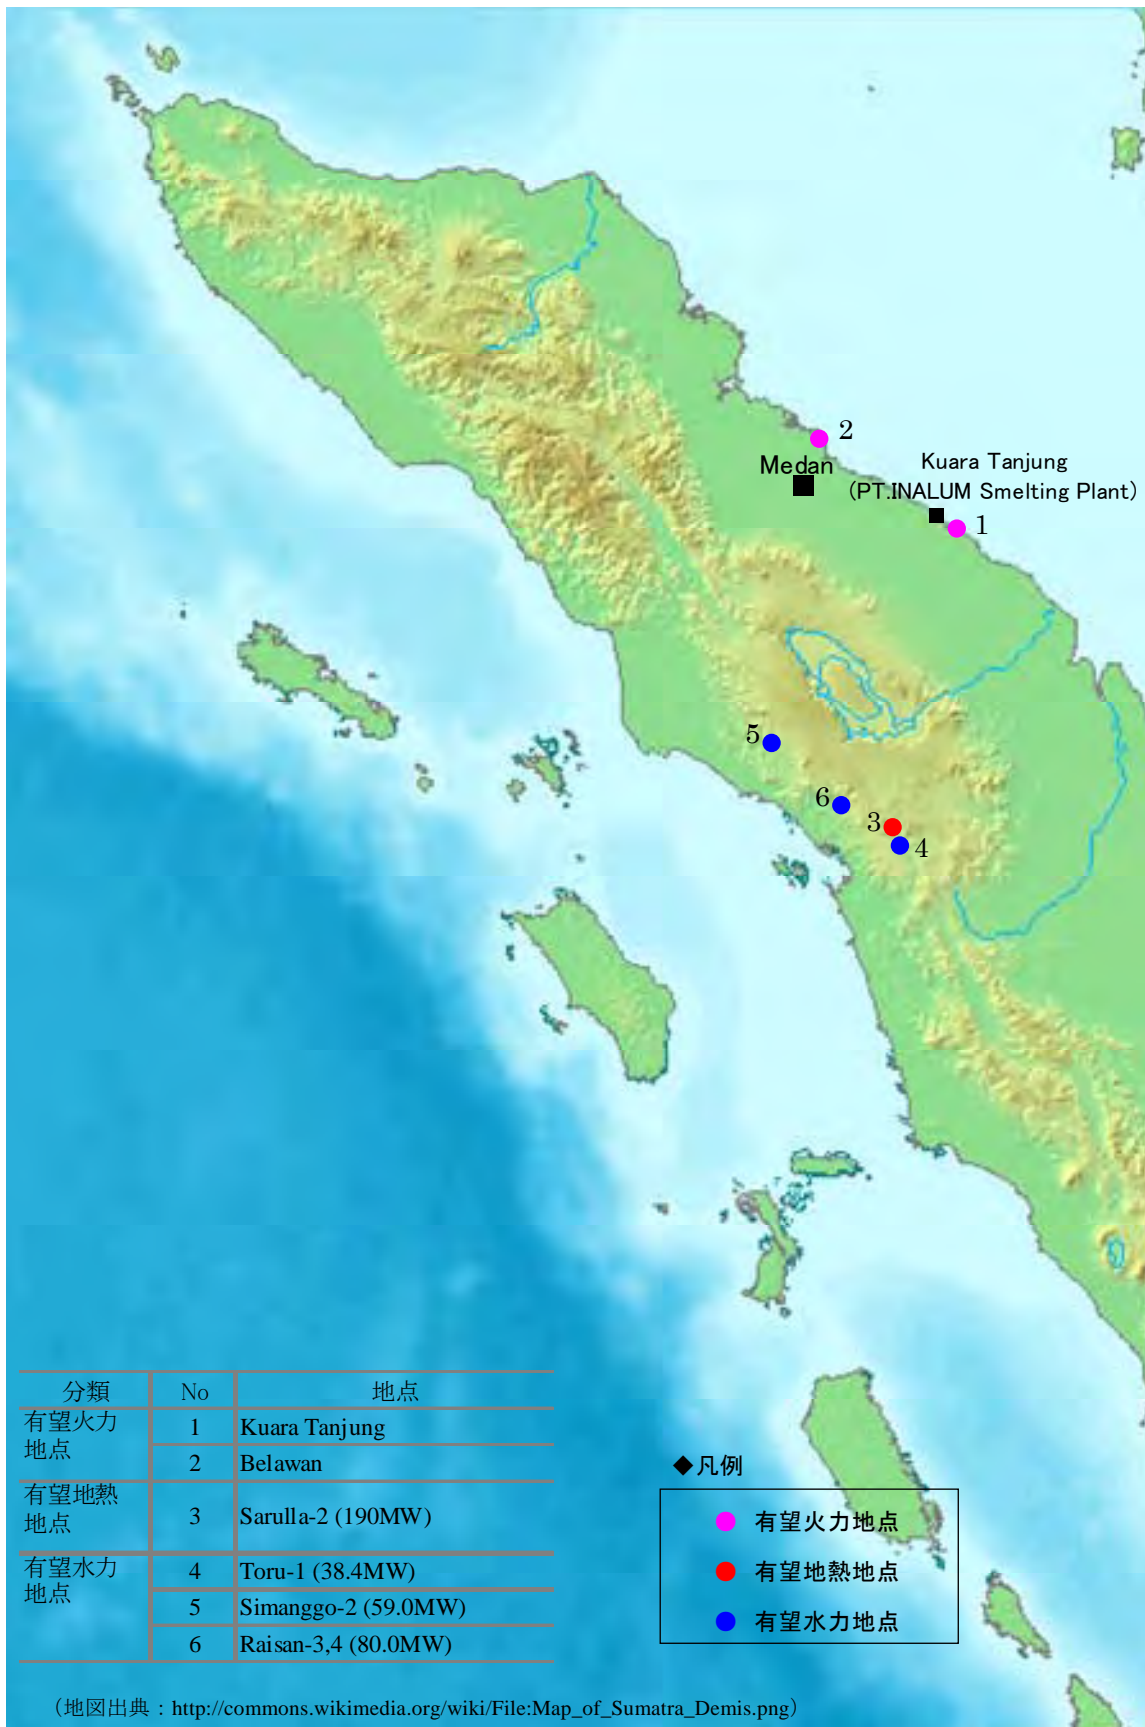 2
Medan
Kuara Tanjung
(PT.INALUM Smelting Plant)
1
5
6
3
4
分類 No 地点
有望火力
地点
1 Kuara Tanjung
2 Belawan
有望地熱
地点
3 Sarulla-2 (190MW)
有望水力
地点
4 Toru-1 (38.4MW)
5 Simanggo-2 (59.0MW)
6 Raisan-3,4 (80.0MW)
◆凡例
有望火力地点
有望地熱地点
有望水力地点
（地図出典：http://commons.wikimedia.org/wiki/File:Map_of_Sumatra_Demis.png）